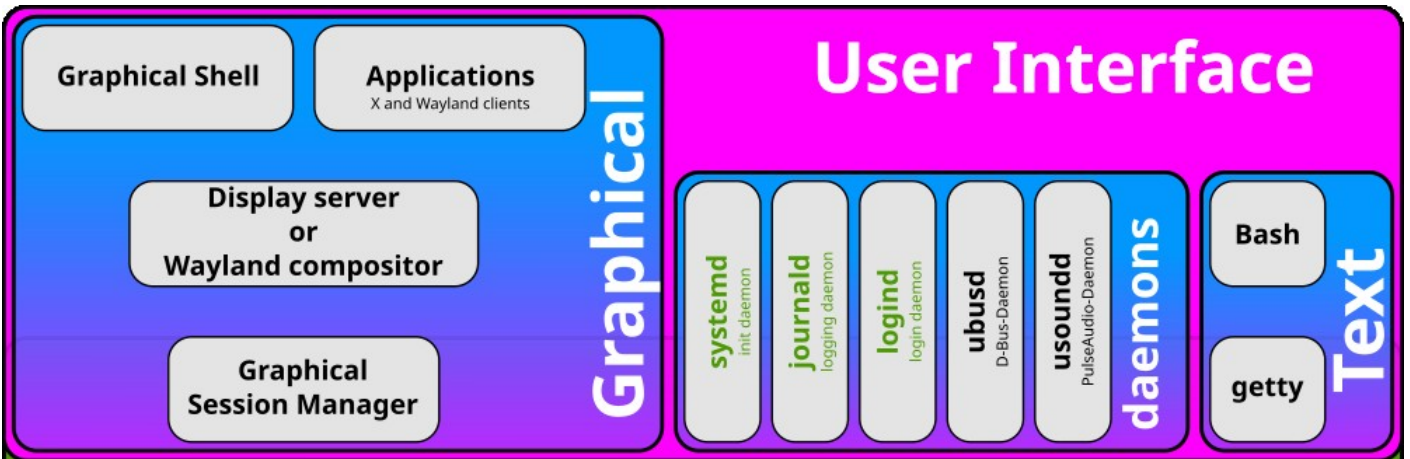 User Interface
Graphical Shell
Applications
X and Wayland clients
Display server
or
Wayland compositor
Graphical
Session Manager
Graphical
systemd
init daemon
journald
logging daemon
logind
login daemon
ubusd
D-Bus-Daemon
usoundd
PulseAudio-Daemon
daemons
Bash
getty
Text